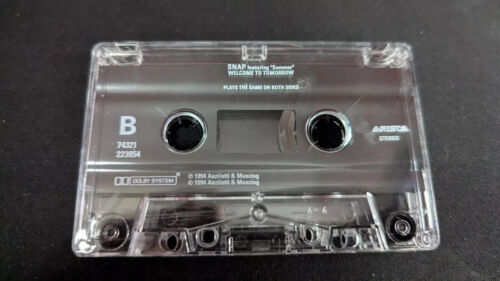 SNAP featuring "Summer"
WELCOME TO TOMORROW
PLAYS THE SAME ON BOTH SIDES
B
74321
223854
ARISTA
STEREO
DOLBY SYSTEM
℗ 1994 Anzilotti & Munzing
© 1994 Anzilotti & Munzing